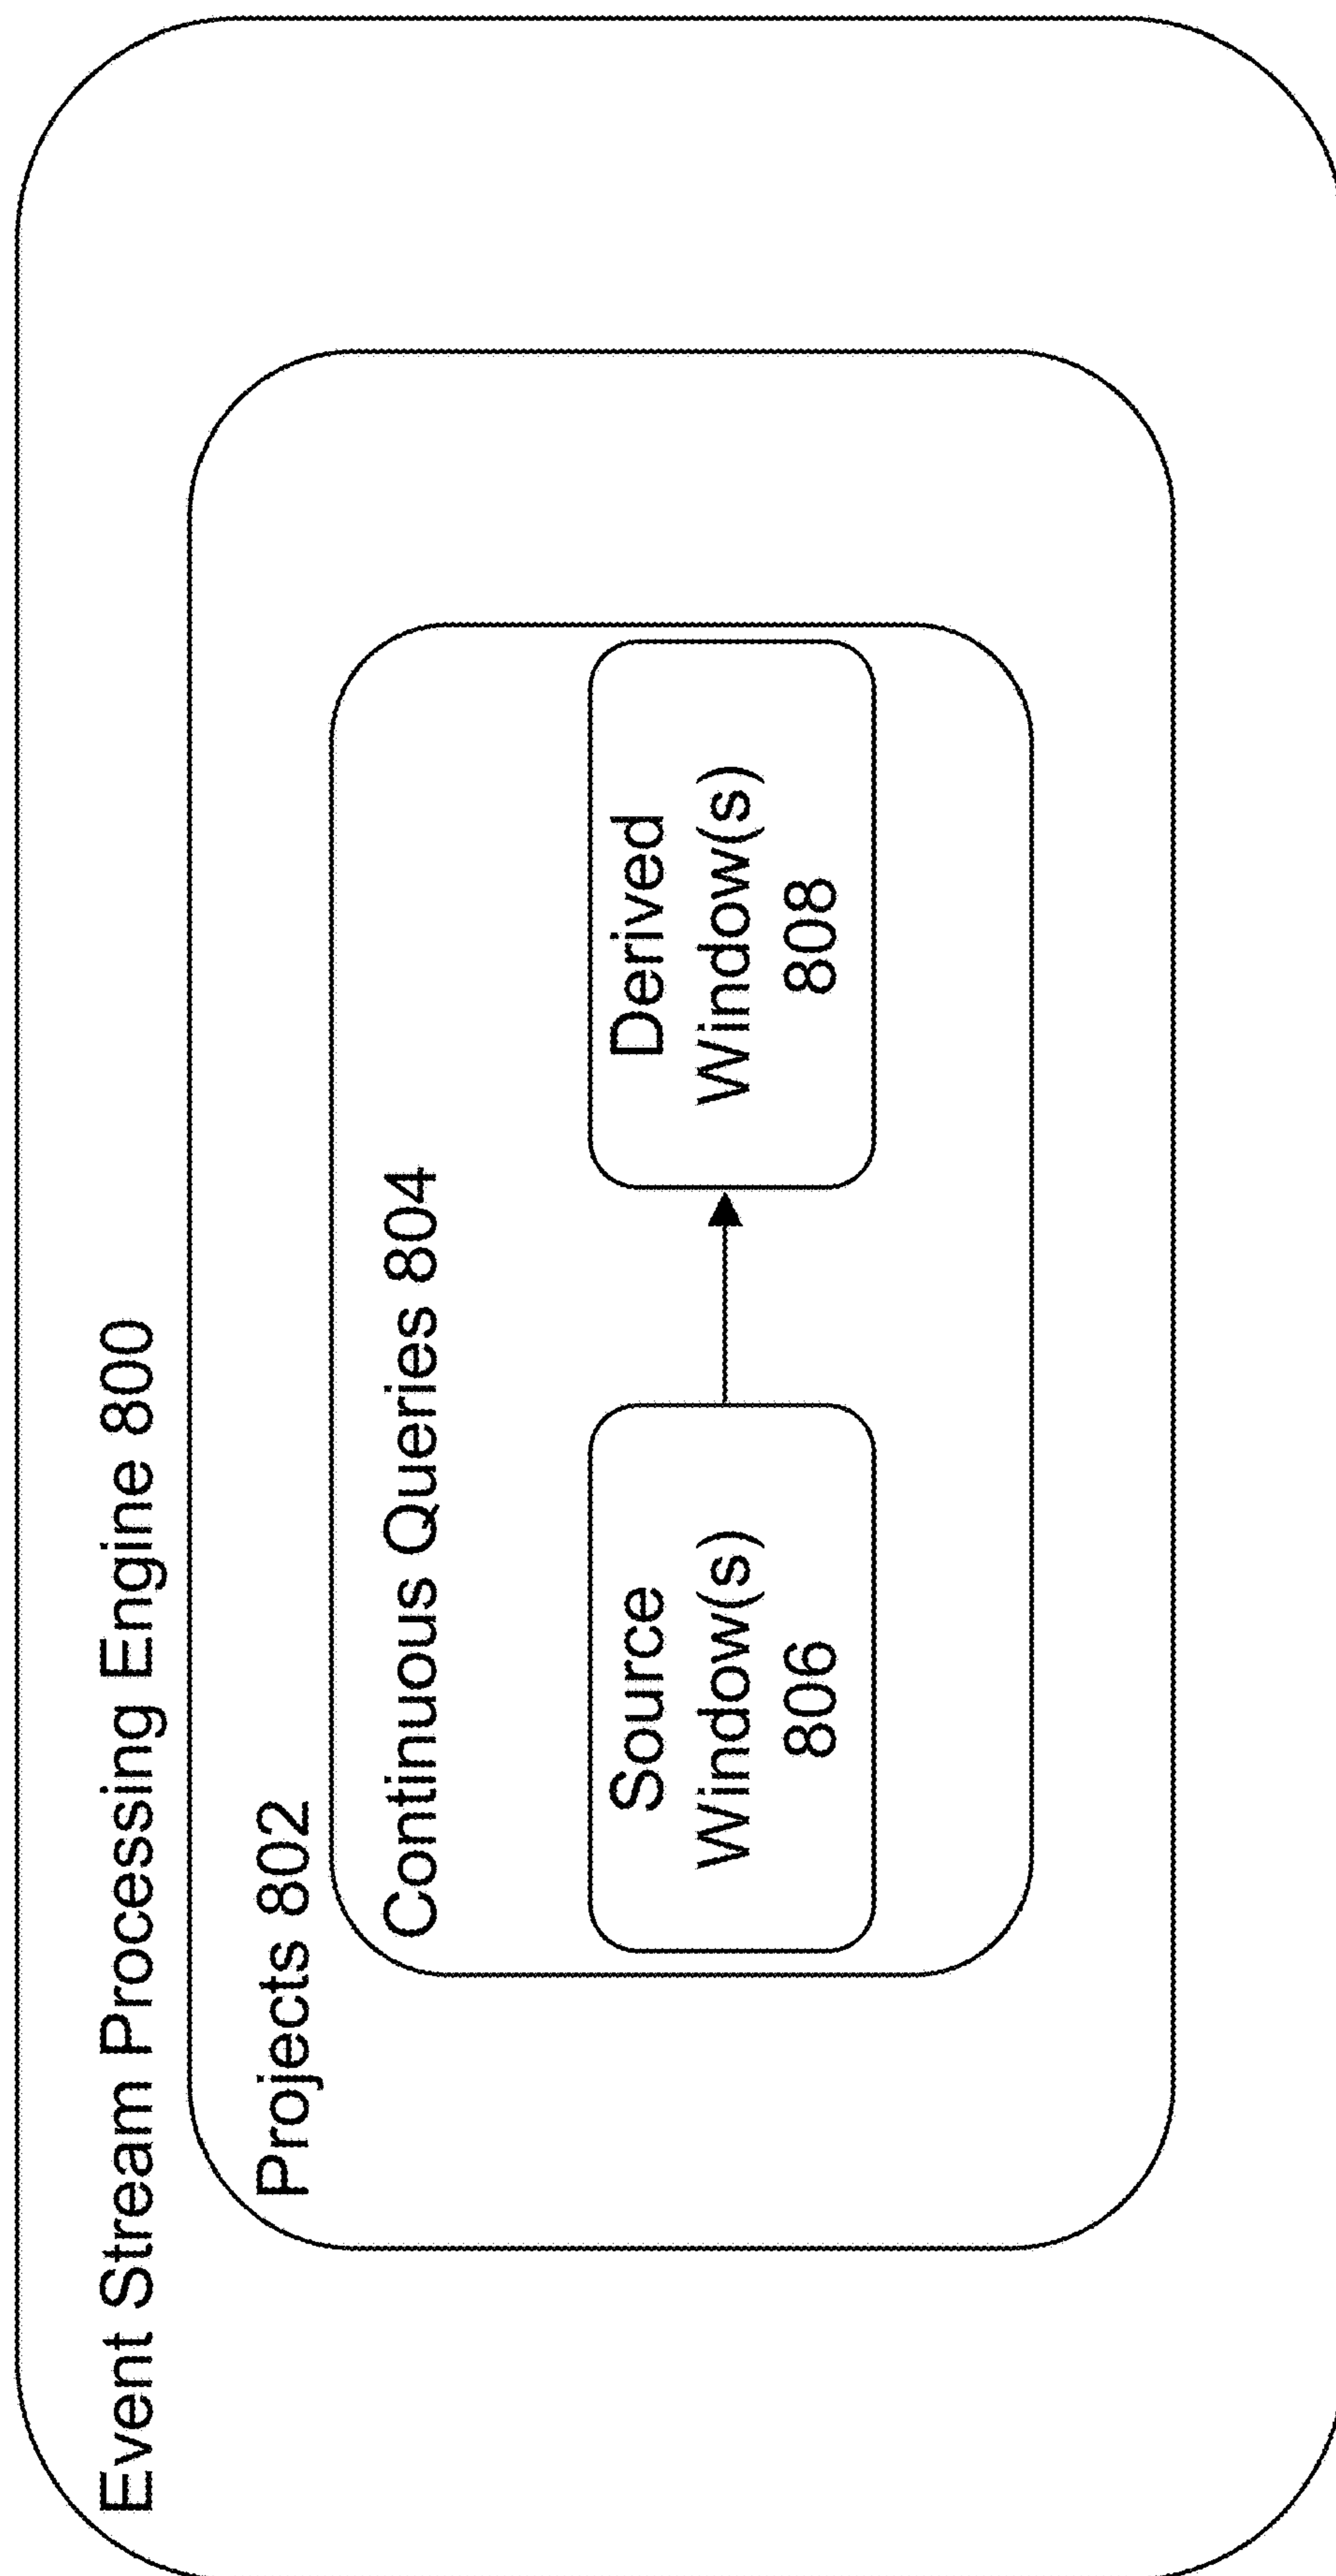 Event Stream Processing Engine 800
Projects 802
Continuous Queries 804
Source
Window(s)
806
Derived
Window(s)
808